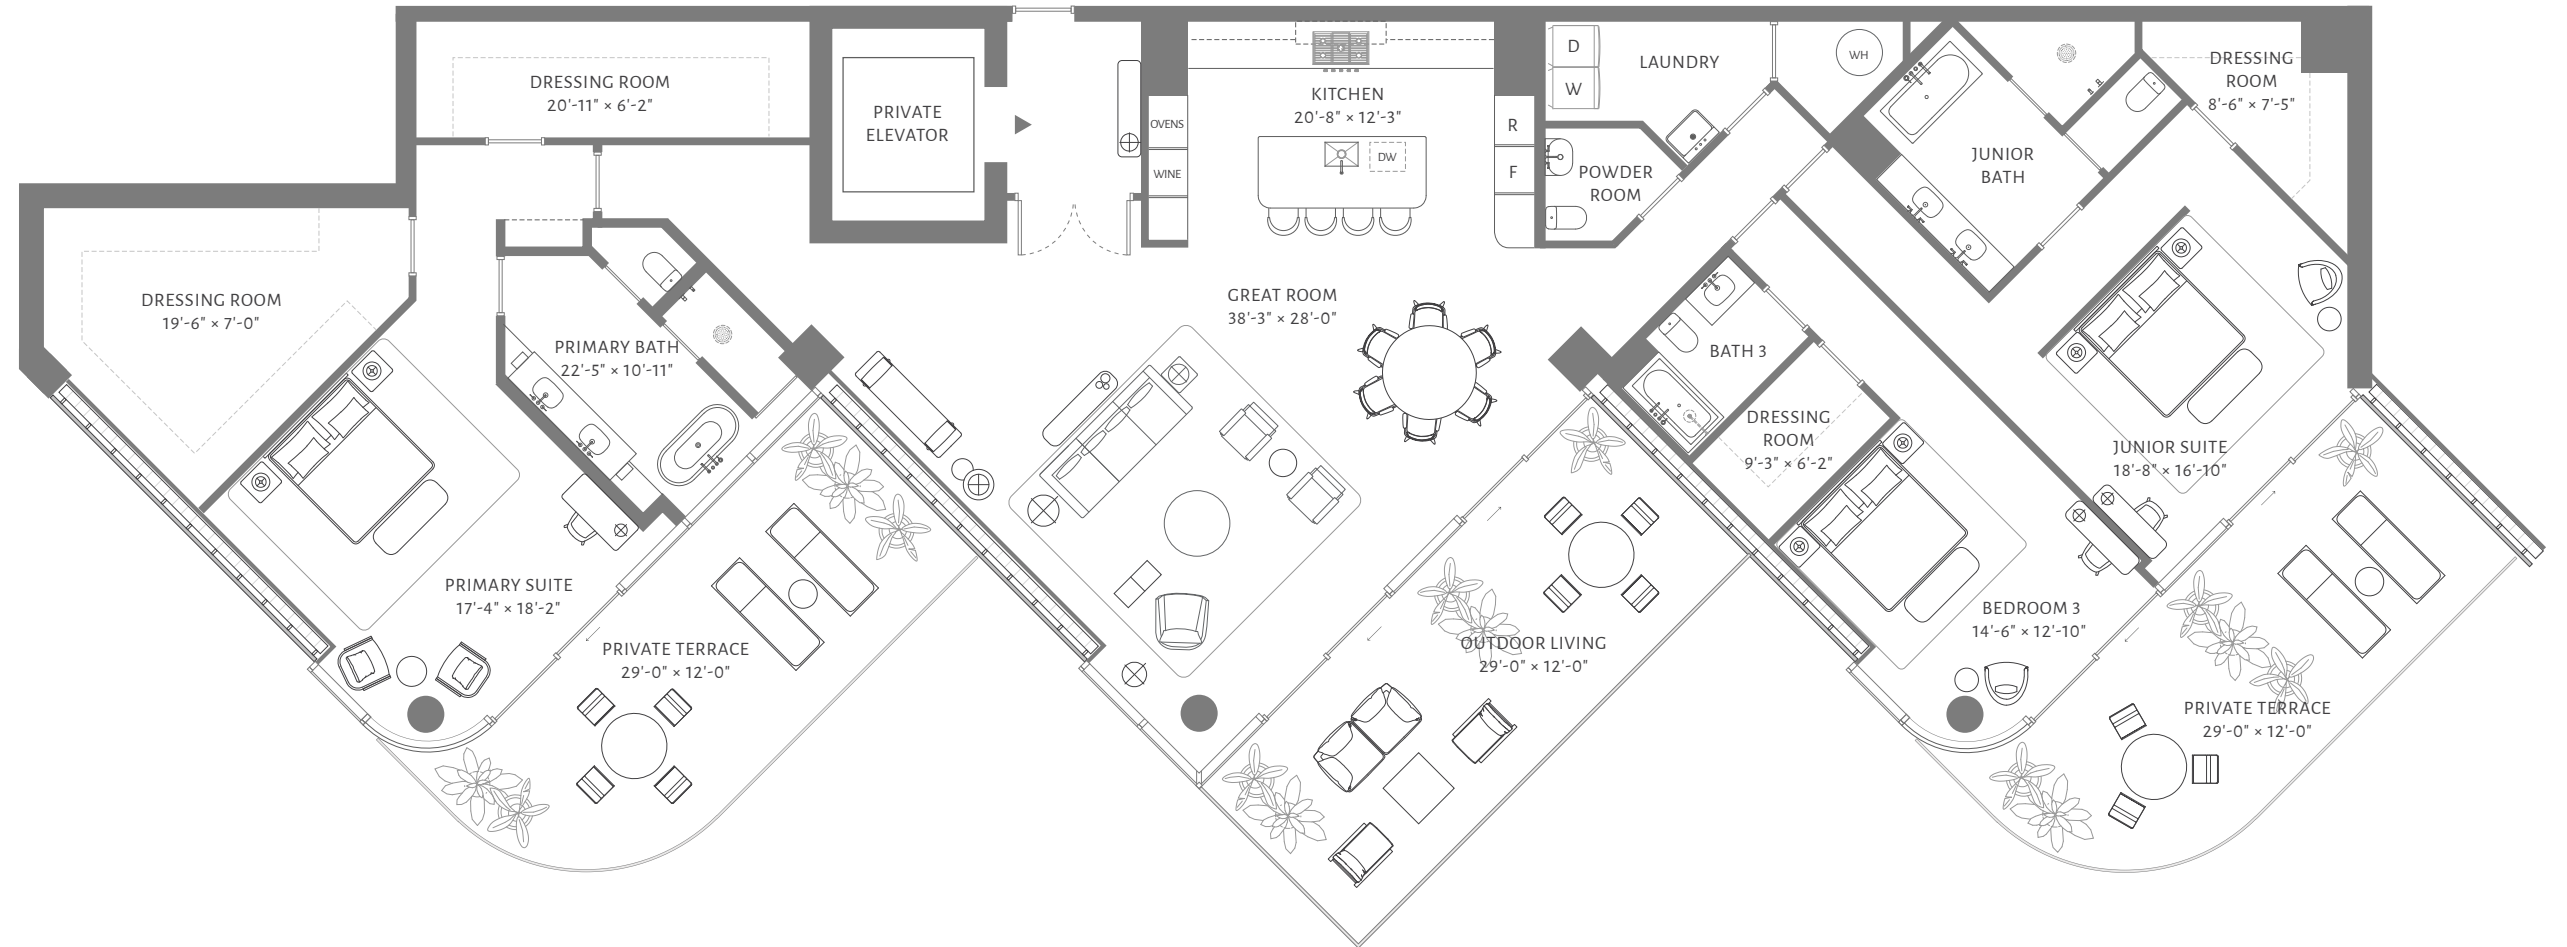 DRESSING ROOM
20'-11" × 6'-2"
PRIVATE
ELEVATOR
OVENS
WINE
KITCHEN
20'-8" × 12'-3"
DW
R
F
D
W
LAUNDRY
WH
POWDER
ROOM
JUNIOR
BATH
DRESSING
ROOM
8'-6" × 7'-5"
DRESSING ROOM
19'-6" × 7'-0"
PRIMARY BATH
22'-5" × 10'-11"
GREAT ROOM
38'-3" × 28'-0"
BATH 3
DRESSING
ROOM
9'-3" × 6'-2"
JUNIOR SUITE
18'-8" × 16'-10"
PRIMARY SUITE
17'-4" × 18'-2"
PRIVATE TERRACE
29'-0" × 12'-0"
OUTDOOR LIVING
29'-0" × 12'-0"
BEDROOM 3
14'-6" × 12'-10"
PRIVATE TERRACE
29'-0" × 12'-0"